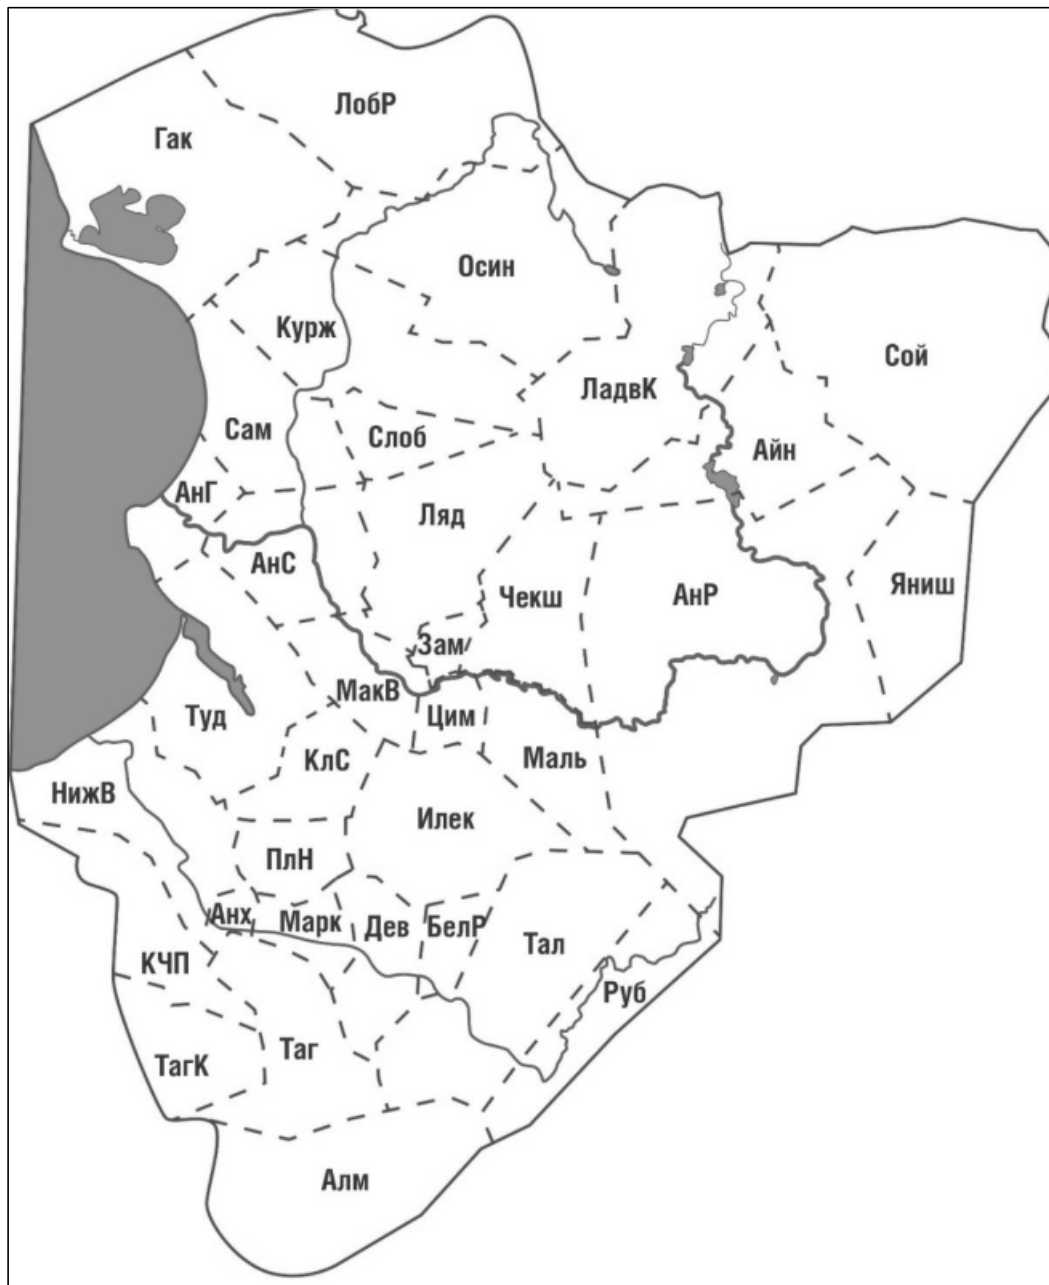 ЛобР
Гак
Осин
Курж
Сой
ЛадвК
Сам
Слоб
Айн
АнГ
Ляд
АнС
Чекш
АнР
Яниш
Зам
МакВ
Туд
Цим
КлС
Маль
НижВ
Илек
ПлН
Анх
Марк
Дев
БелР
Тал
КЧП
Руб
ТагК
Таг
Алм